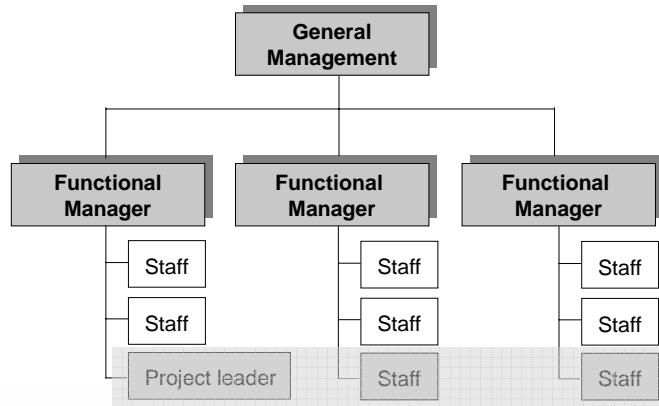 General
Management
Functional
Manager
Functional
Manager
Functional
Manager
Staff
Staff
Staff
Staff
Staff
Staff
Project leader
Staff
Staff